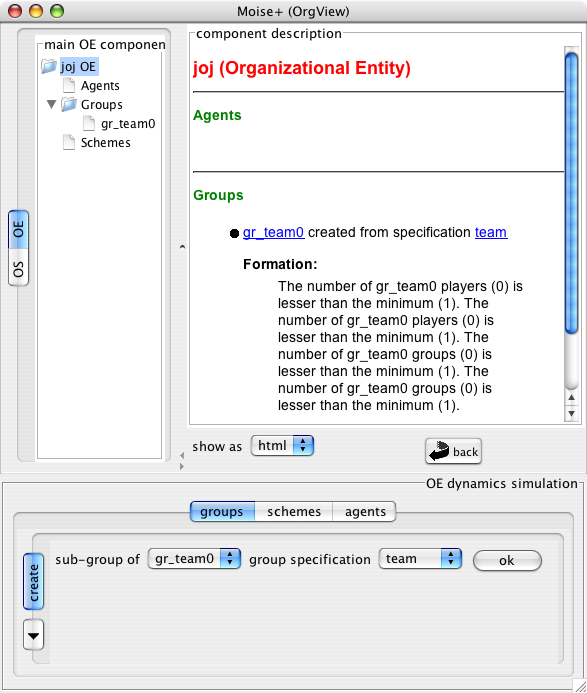 Moise+ (OrgView)
main OE componen
joj OE
Agents
Groups
gr_team0
Schemes
OE
OS
component description
joj (Organizational Entity)
Agents
Groups
gr_team0 created from specification team
Formation:
The number of gr_team0 players (0) is
lesser than the minimum (1). The
number of gr_team0 players (0) is
lesser than the minimum (1). The
number of gr_team0 groups (0) is
lesser than the minimum (1). The
number of gr_team0 groups (0) is
lesser than the minimum (1).
show as html back
OE dynamics simulation
groups schemes agents
create
sub-group of gr_team0 group specification team ok